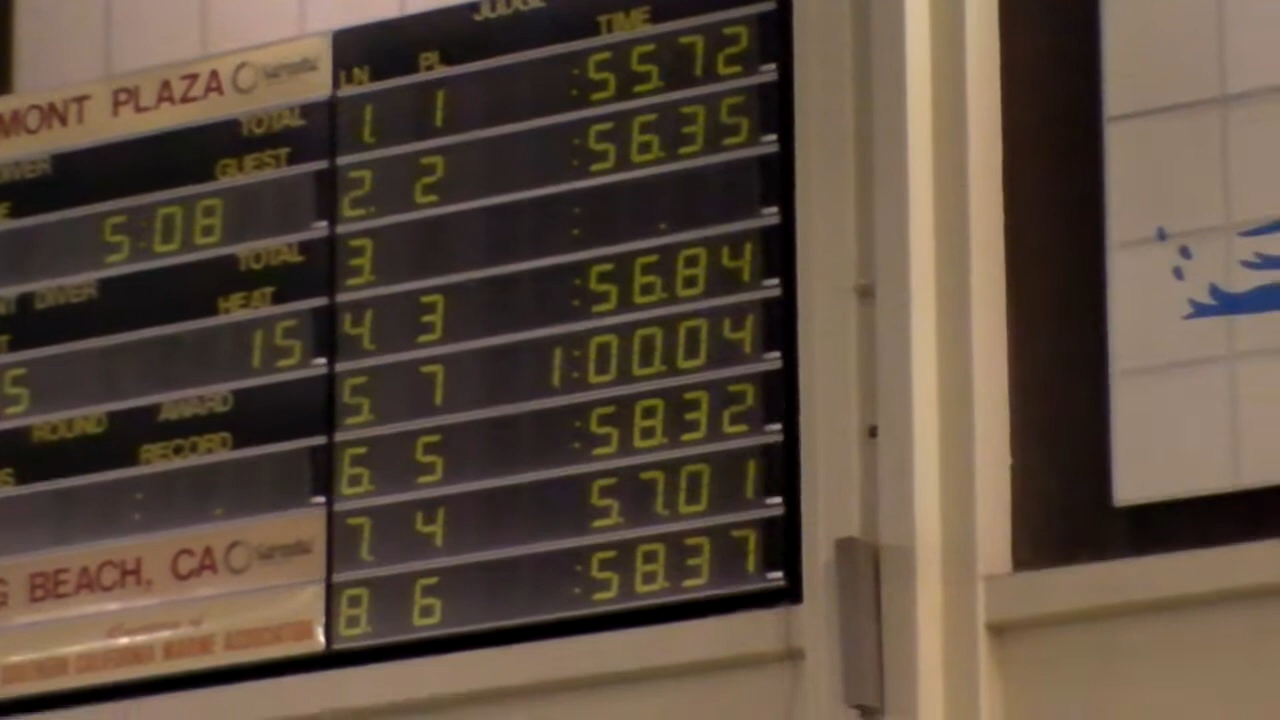 MONT PLAZA
TOTAL
GUEST
5:08
TOTAL
DIVER
HEAT
5 15
ROUND AWARD
RECORD
G BEACH, CA
JUDGE
LN PL TIME
1. 1 :55.72
2. 2 :56.35
3. : .
4. 3 :56.84
5. 7 1:00.04
6. 5 :58.32
7. 4 57.01
8. 6 :58.37